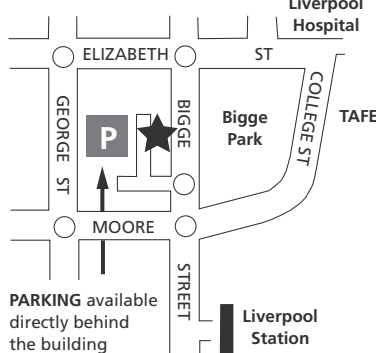 Liverpool
Hospital
ELIZABETH ST
GEORGE ST
P
BIGGE
Bigge
Park
COLLEGE ST
TAFE
MOORE
STREET
PARKING available
directly behind
the building
Liverpool
Station